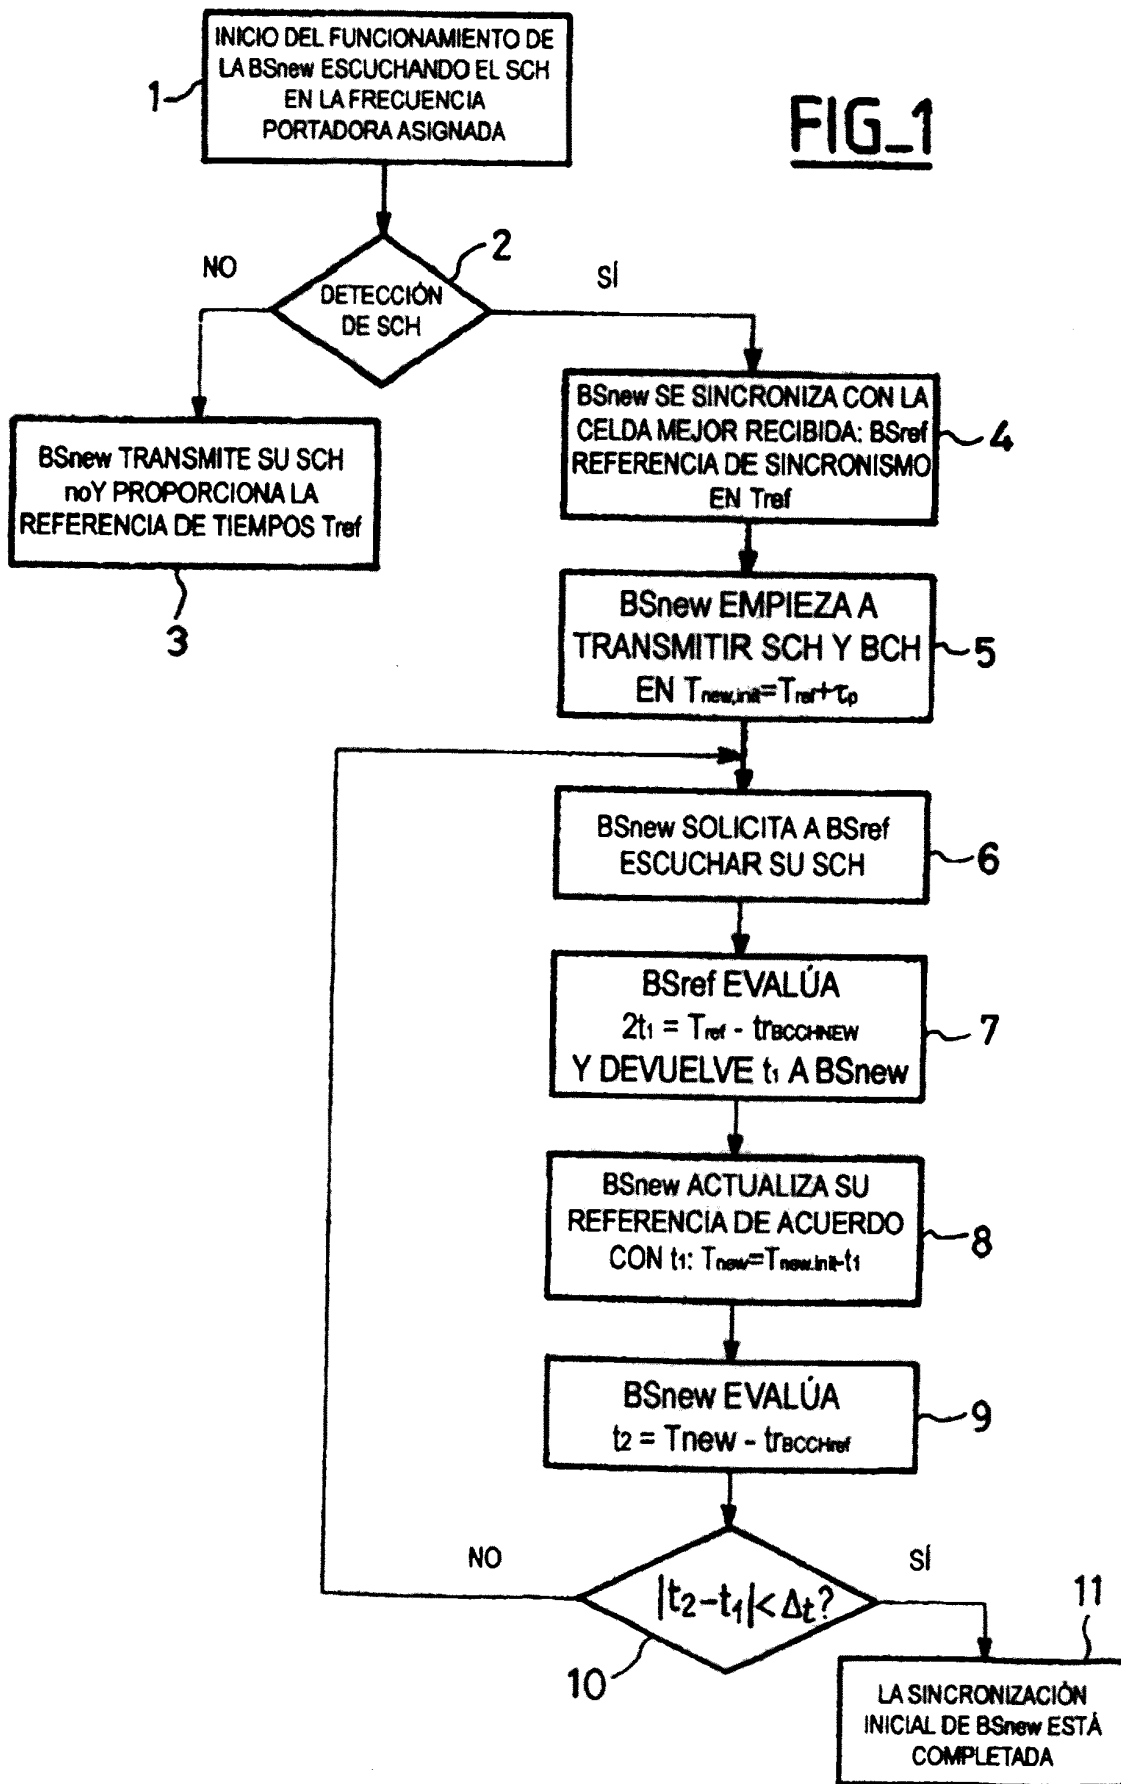 INICIO DEL FUNCIONAMIENTO DE
LA BSnew ESCUCHANDO EL SCH
EN LA FRECUENCIA
PORTADORA ASIGNADA
1
FIG_1
2
NO
SÍ
DETECCIÓN
DE SCH
BSnew TRANSMITE SU SCH
noY PROPORCIONA LA
REFERENCIA DE TIEMPOS Tref
3
BSnew SE SINCRONIZA CON LA
CELDA MEJOR RECIBIDA: BSref
REFERENCIA DE SINCRONISMO
EN Tref
4
BSnew EMPIEZA A
TRANSMITIR SCH Y BCH
EN Tnew,init=Tref+τp
5
BSnew SOLICITA A BSref
ESCUCHAR SU SCH
6
BSref EVALÚA
2t1 = Tref - trBCCHNEW
Y DEVUELVE t1 A BSnew
7
BSnew ACTUALIZA SU
REFERENCIA DE ACUERDO
CON t1: Tnew=Tnew.init-t1
8
BSnew EVALÚA
t2 = Tnew - trBCCHref
9
NO
SÍ
|t2-t1|<Δt?
10
11
LA SINCRONIZACIÓN
INICIAL DE BSnew ESTÁ
COMPLETADA